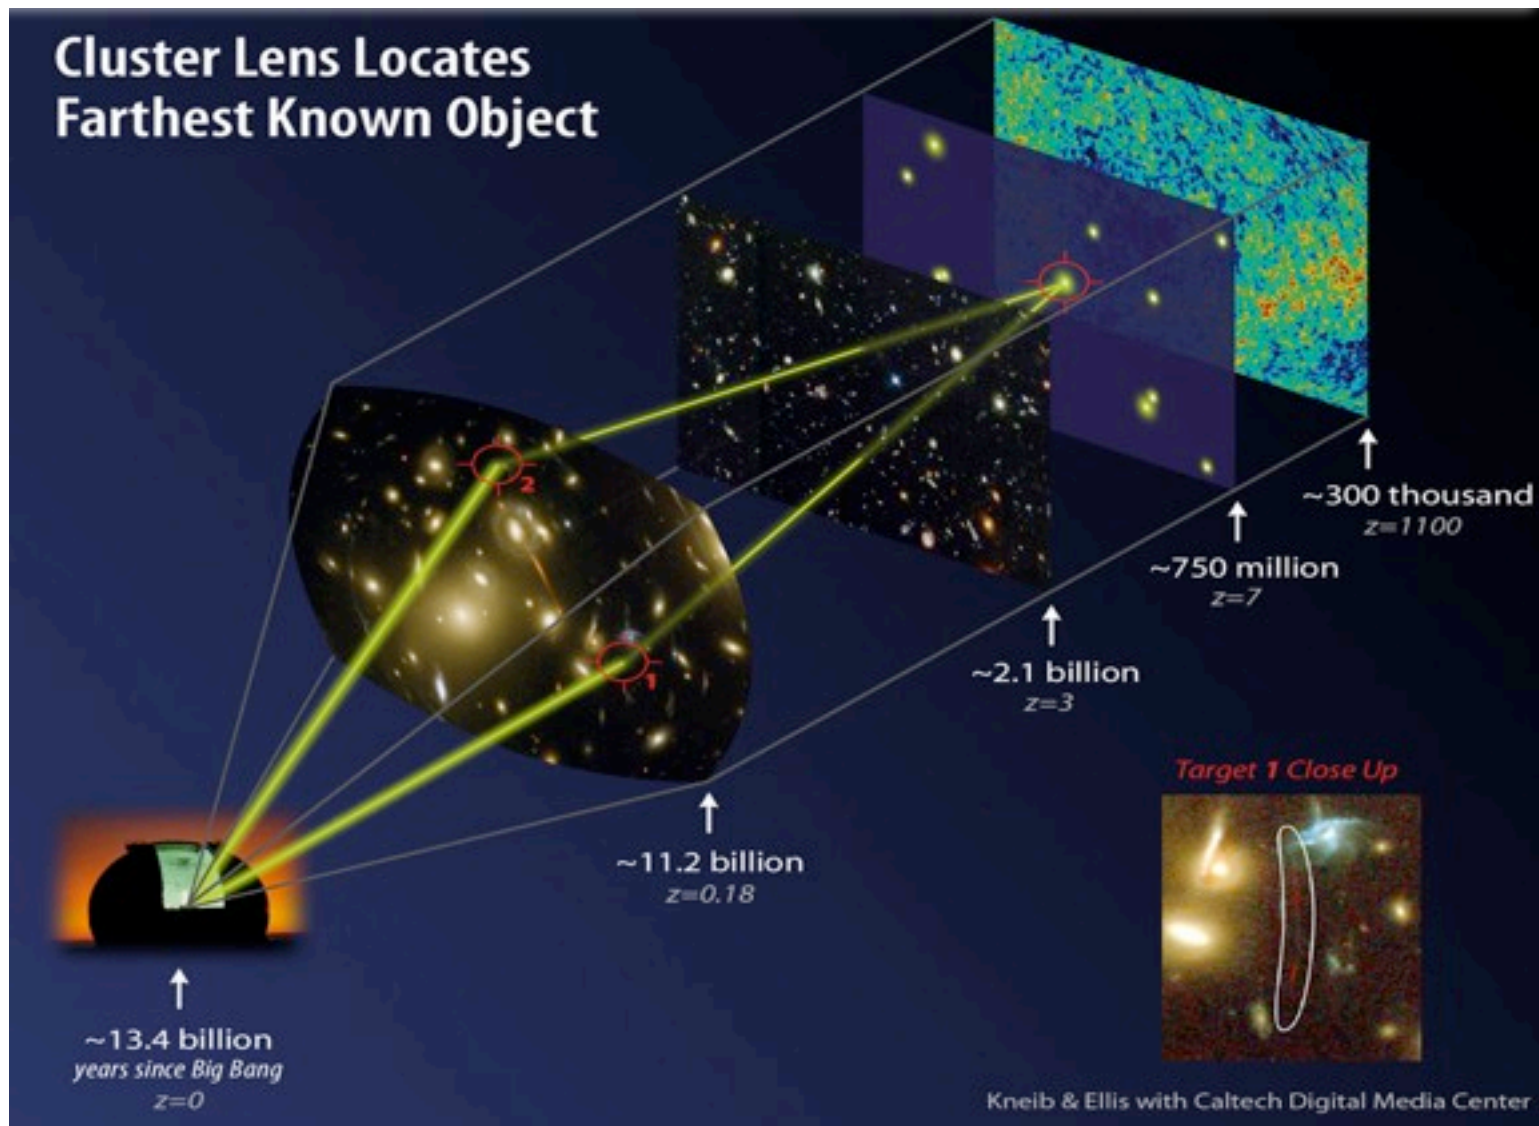 Cluster Lens Locates
Farthest Known Object
2
1
~300 thousand
z=1100
~750 million
z=7
~2.1 billion
z=3
~11.2 billion
z=0.18
~13.4 billion
years since Big Bang
z=0
Target 1 Close Up
Kneib & Ellis with Caltech Digital Media Center